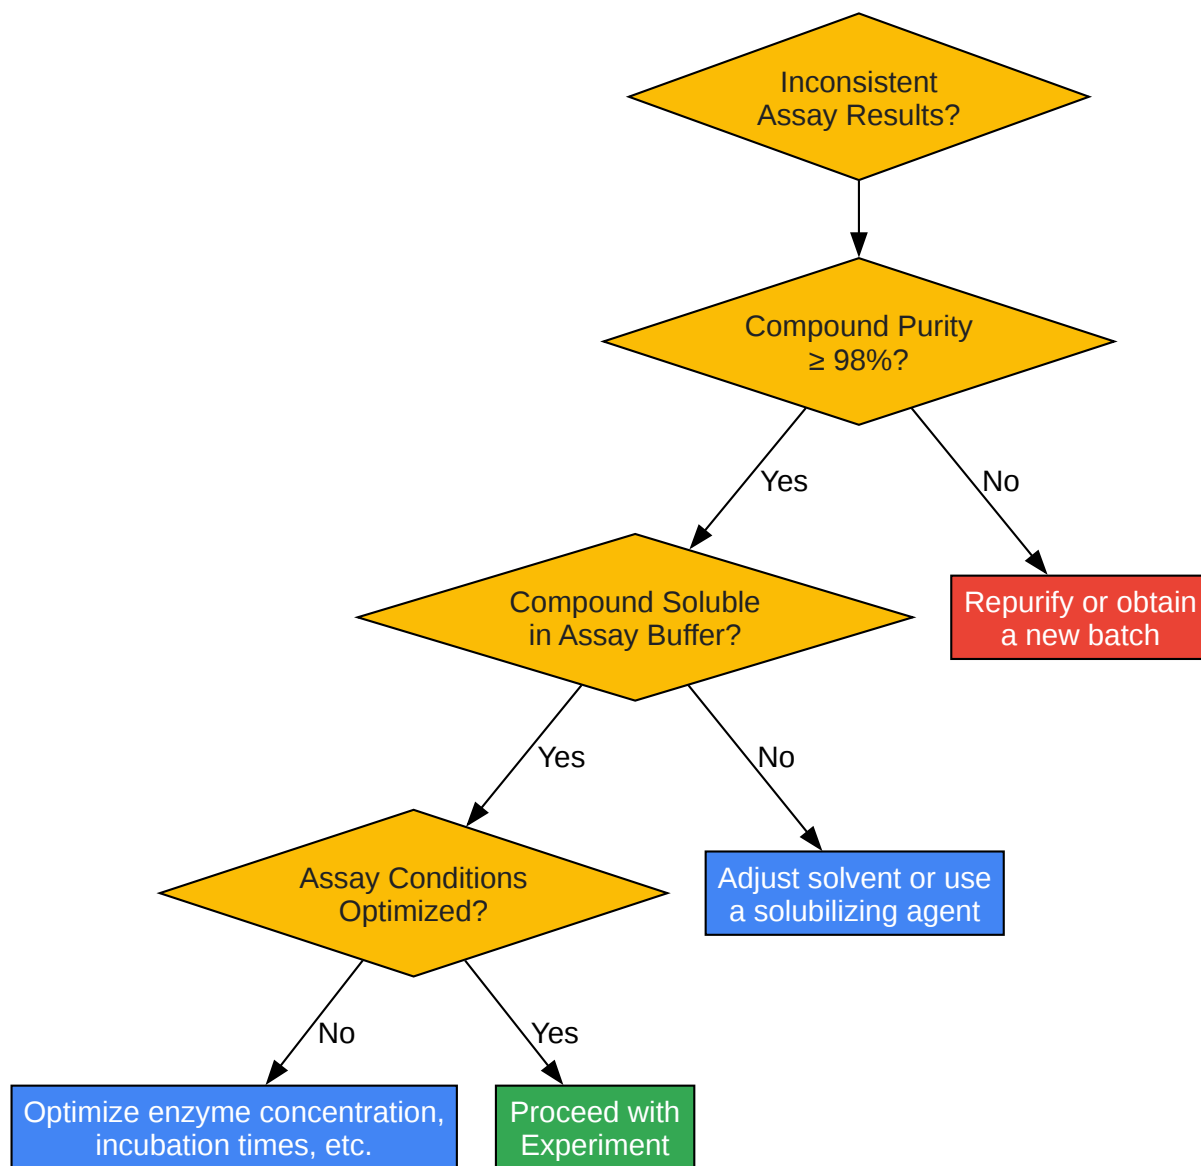 Inconsistent
Assay Results?
Compound Purity
≥ 98%?
Yes
No
Compound Soluble
in Assay Buffer?
Repurify or obtain
a new batch
Yes
No
Assay Conditions
Optimized?
Adjust solvent or use
a solubilizing agent
No
Yes
Optimize enzyme concentration,
incubation times, etc.
Proceed with
Experiment